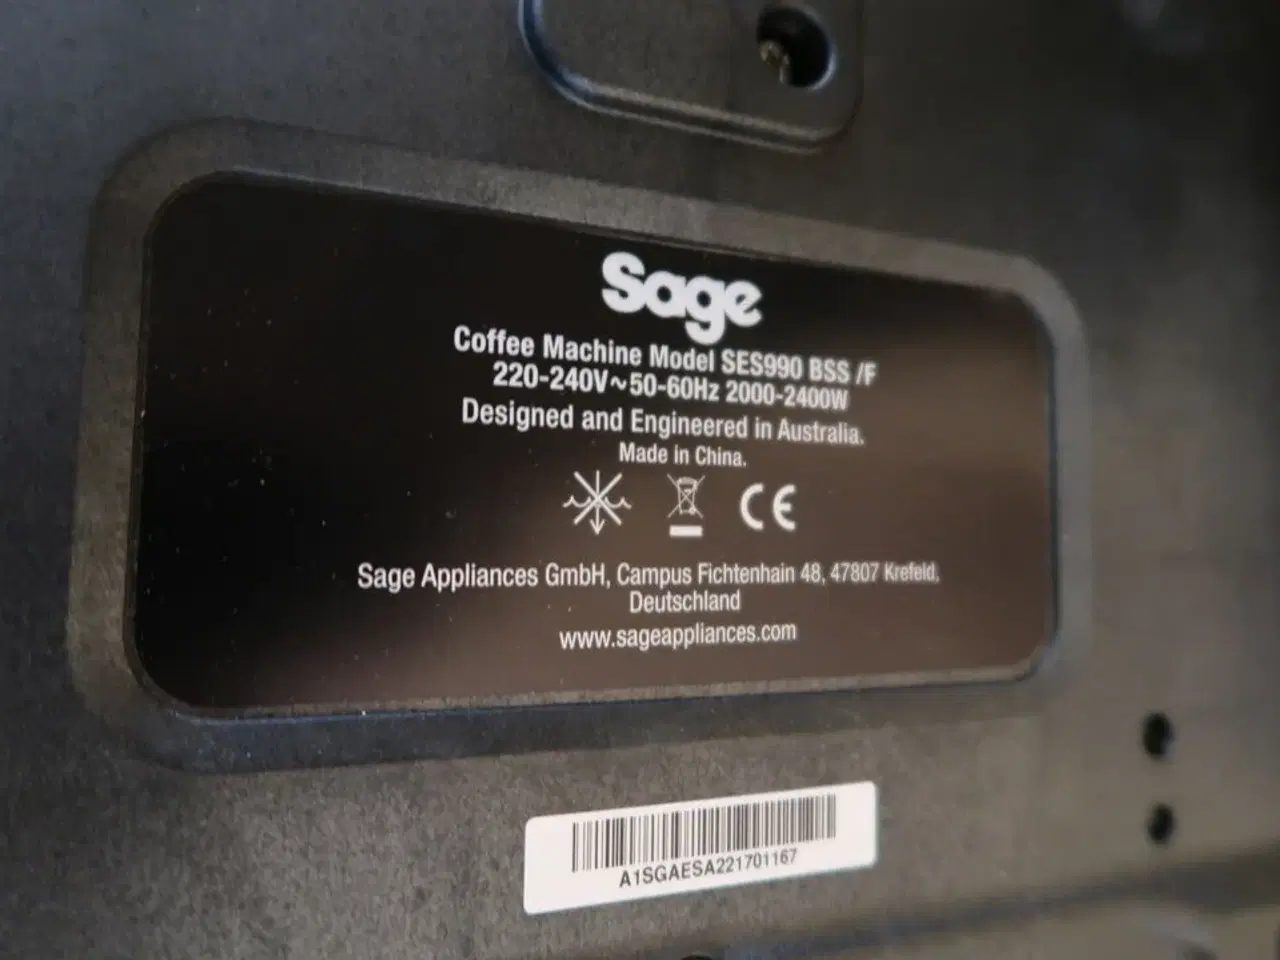 Sage
Coffee Machine Model SES990 BSS /F
220-240V~50-60Hz 2000-2400W
Designed and Engineered in Australia.
Made in China.
CE
Sage Appliances GmbH, Campus Fichtenhain 48, 47807 Krefeld,
Deutschland
www.sageappliances.com
A1SGAESA221701167